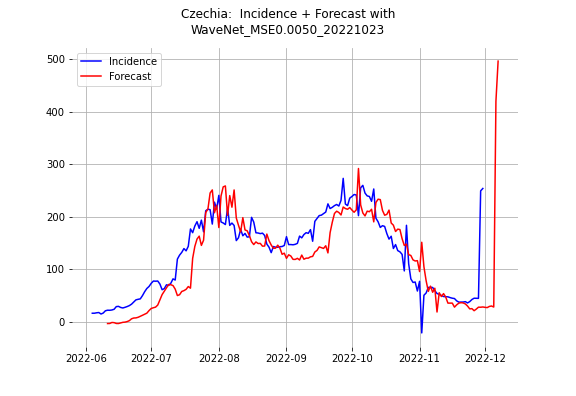 Czechia:  Incidence + Forecast with
WaveNet_MSE0.0050_20221023
Incidence
Forecast
500
400
300
200
100
0
2022-06 2022-07 2022-08 2022-09 2022-10 2022-11 2022-12